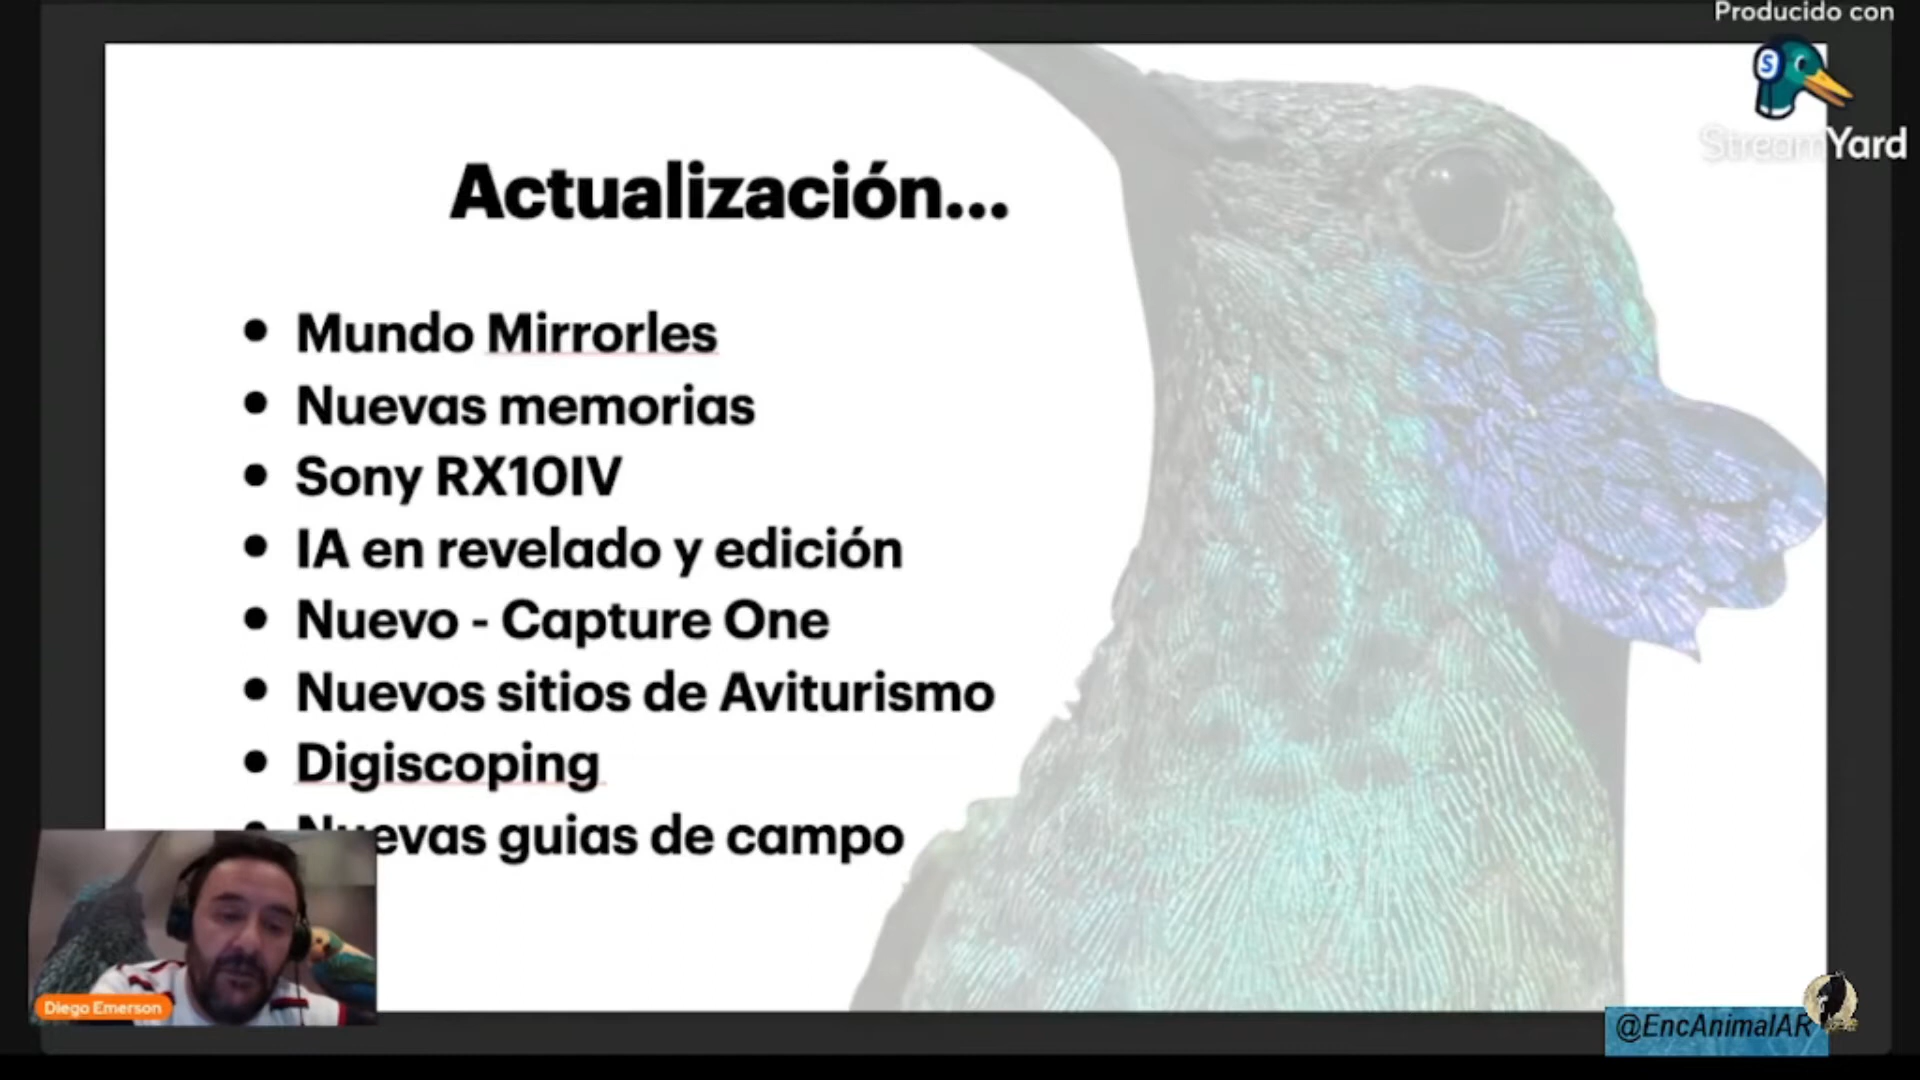 Producido con
S
StreamYard
Actualización...
• Mundo Mirrorles
• Nuevas memorias
• Sony RX10IV
• IA en revelado y edición
• Nuevo - Capture One
• Nuevos sitios de Aviturismo
• Digiscoping
• Nuevas guias de campo
Diego Emerson
@EncAnimalAR